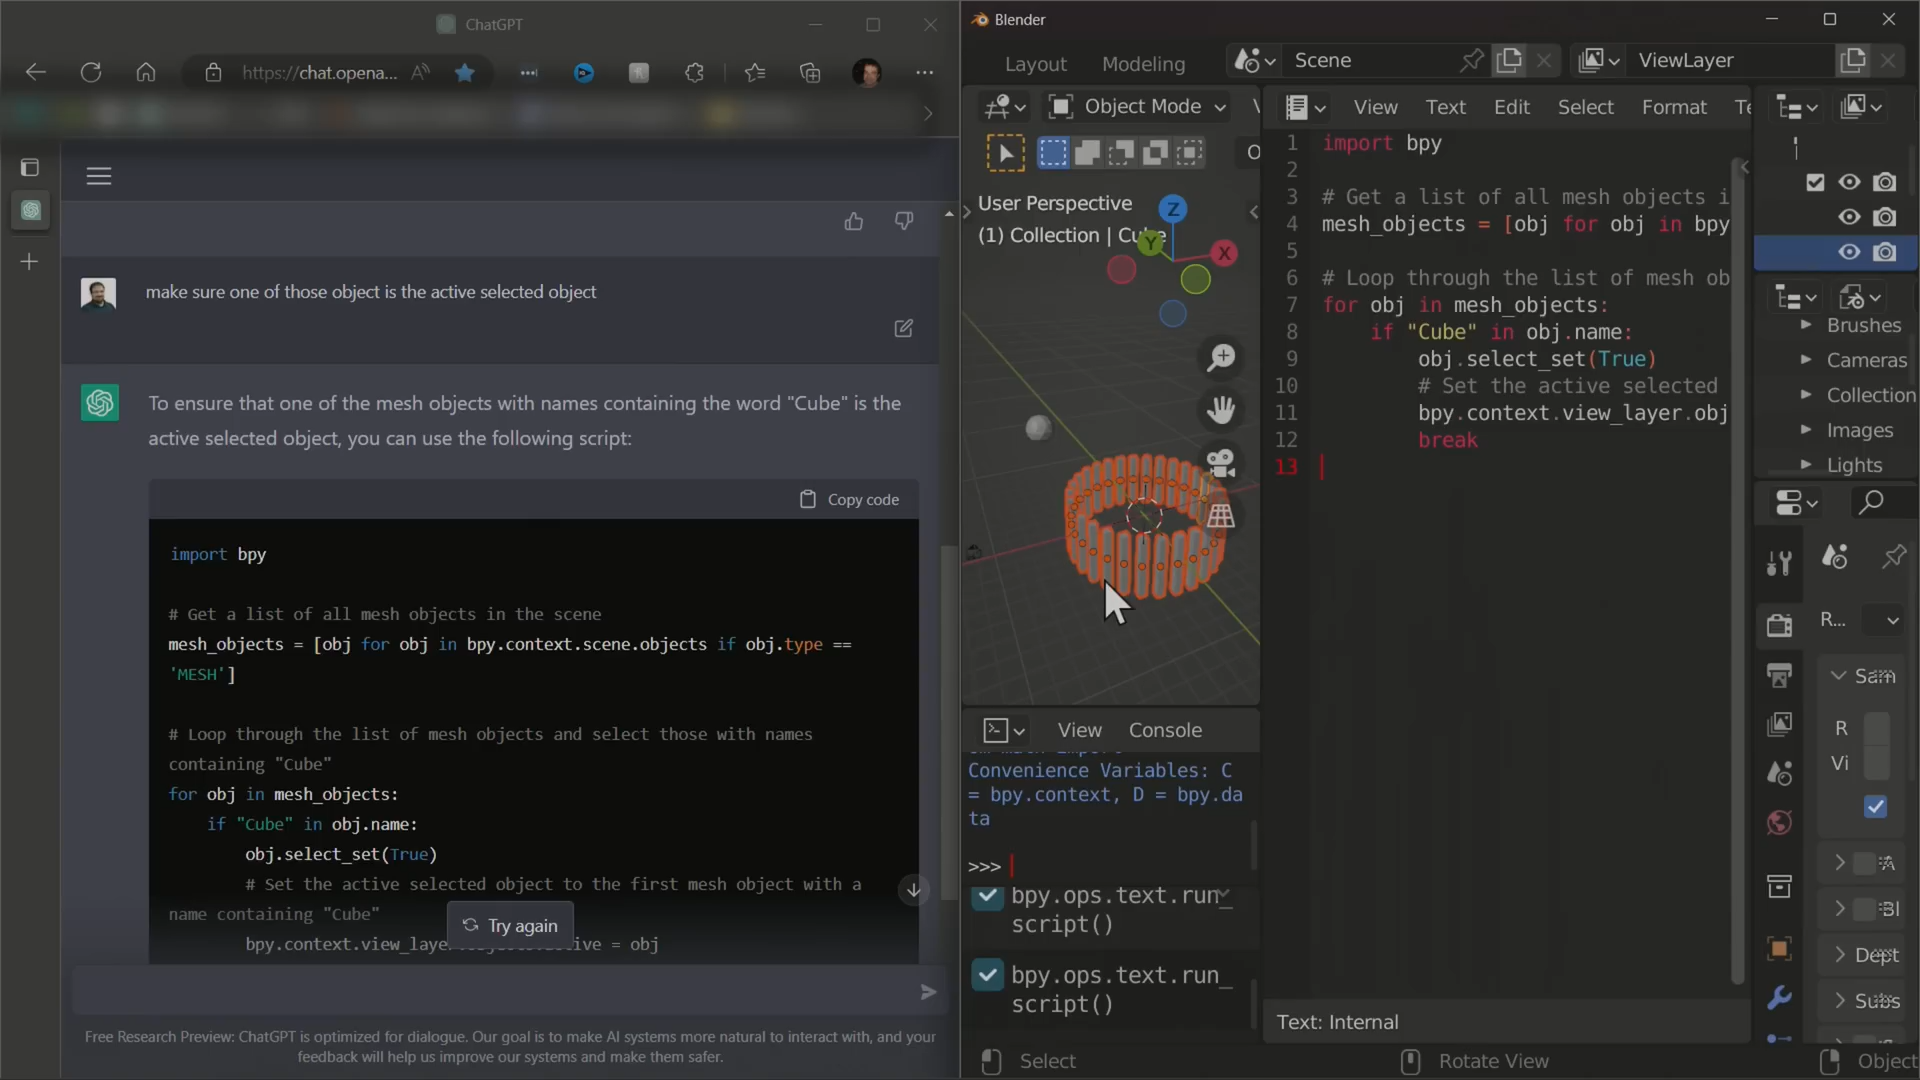 ChatGPT
https://chat.opena...
make sure one of those object is the active selected object
To ensure that one of the mesh objects with names containing the word "Cube" is the
active selected object, you can use the following script:
Copy code
import bpy
# Get a list of all mesh objects in the scene
mesh_objects = [obj for obj in bpy.context.scene.objects if obj.type ==
'MESH']
# Loop through the list of mesh objects and select those with names
containing "Cube"
for obj in mesh_objects:
if "Cube" in obj.name:
obj.select_set(True)
# Set the active selected object to the first mesh object with a
name containing "Cube"
bpy.context.view_laye = obj
Try again
Free Research Preview: ChatGPT is optimized for dialogue. Our goal is to make AI systems more natural to interact with, and your
feedback will help us improve our systems and make them safer.
Blender
Layout Modeling Scene ViewLayer
Object Mode
User Perspective
(1) Collection | Cube
Z
Y
X
View Console
Convenience Variables: C
= bpy.context, D = bpy.da
ta
>>>
bpy.ops.text.run_
script()
bpy.ops.text.run_
script()
View Text Edit Select Format Te
1 import bpy
2
3 # Get a list of all mesh objects i
4 mesh_objects = [obj for obj in bpy
5
6 # Loop through the list of mesh ob
7 for obj in mesh_objects:
8 if "Cube" in obj.name:
9 obj.select_set(True)
10 # Set the active selected
11 bpy.context.view_layer.obj
12 break
13
Text: Internal
Brushes
Cameras
Collection
Images
Lights
R...
Sam
R
Vi
Dept
Subs
Select
Rotate View
Object